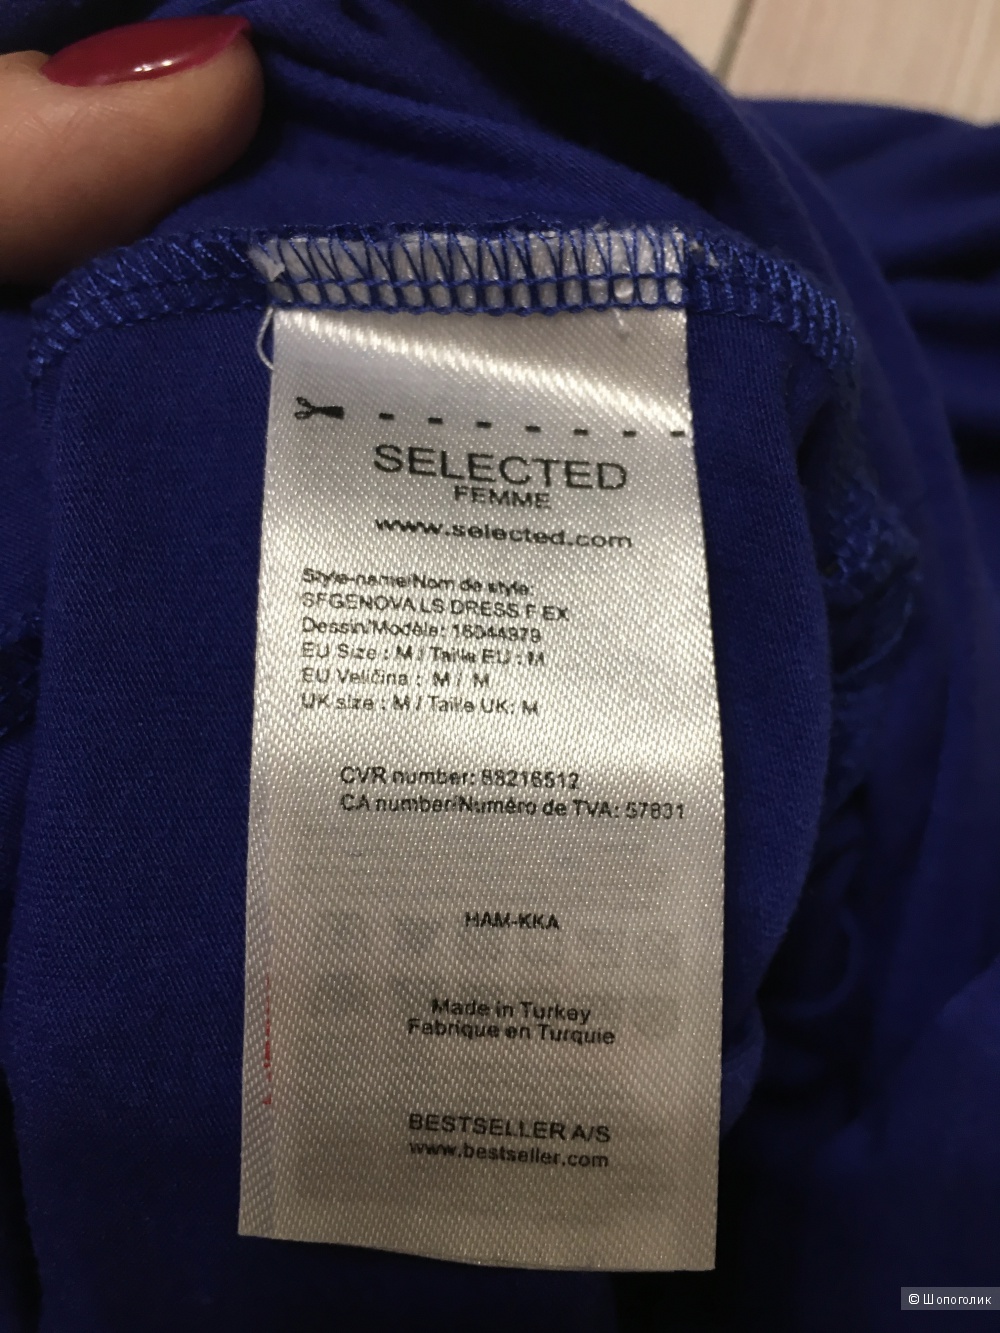 SELECTED
FEMME
www.selected.com
Style-name/Nom de style:
SFGENOVA LS DRESS F EX
Dessin/Modèle: 16044979
EU Size : M / Taille EU : M
EU Veličina : M / M
UK size : M / Taille UK: M
CVR number: 88216512
CA number/Numéro de TVA: 57831
HAM-KKA
Made in Turkey
Fabrique en Turquie
BESTSELLER A/S
www.bestseller.com
© Шопоголик